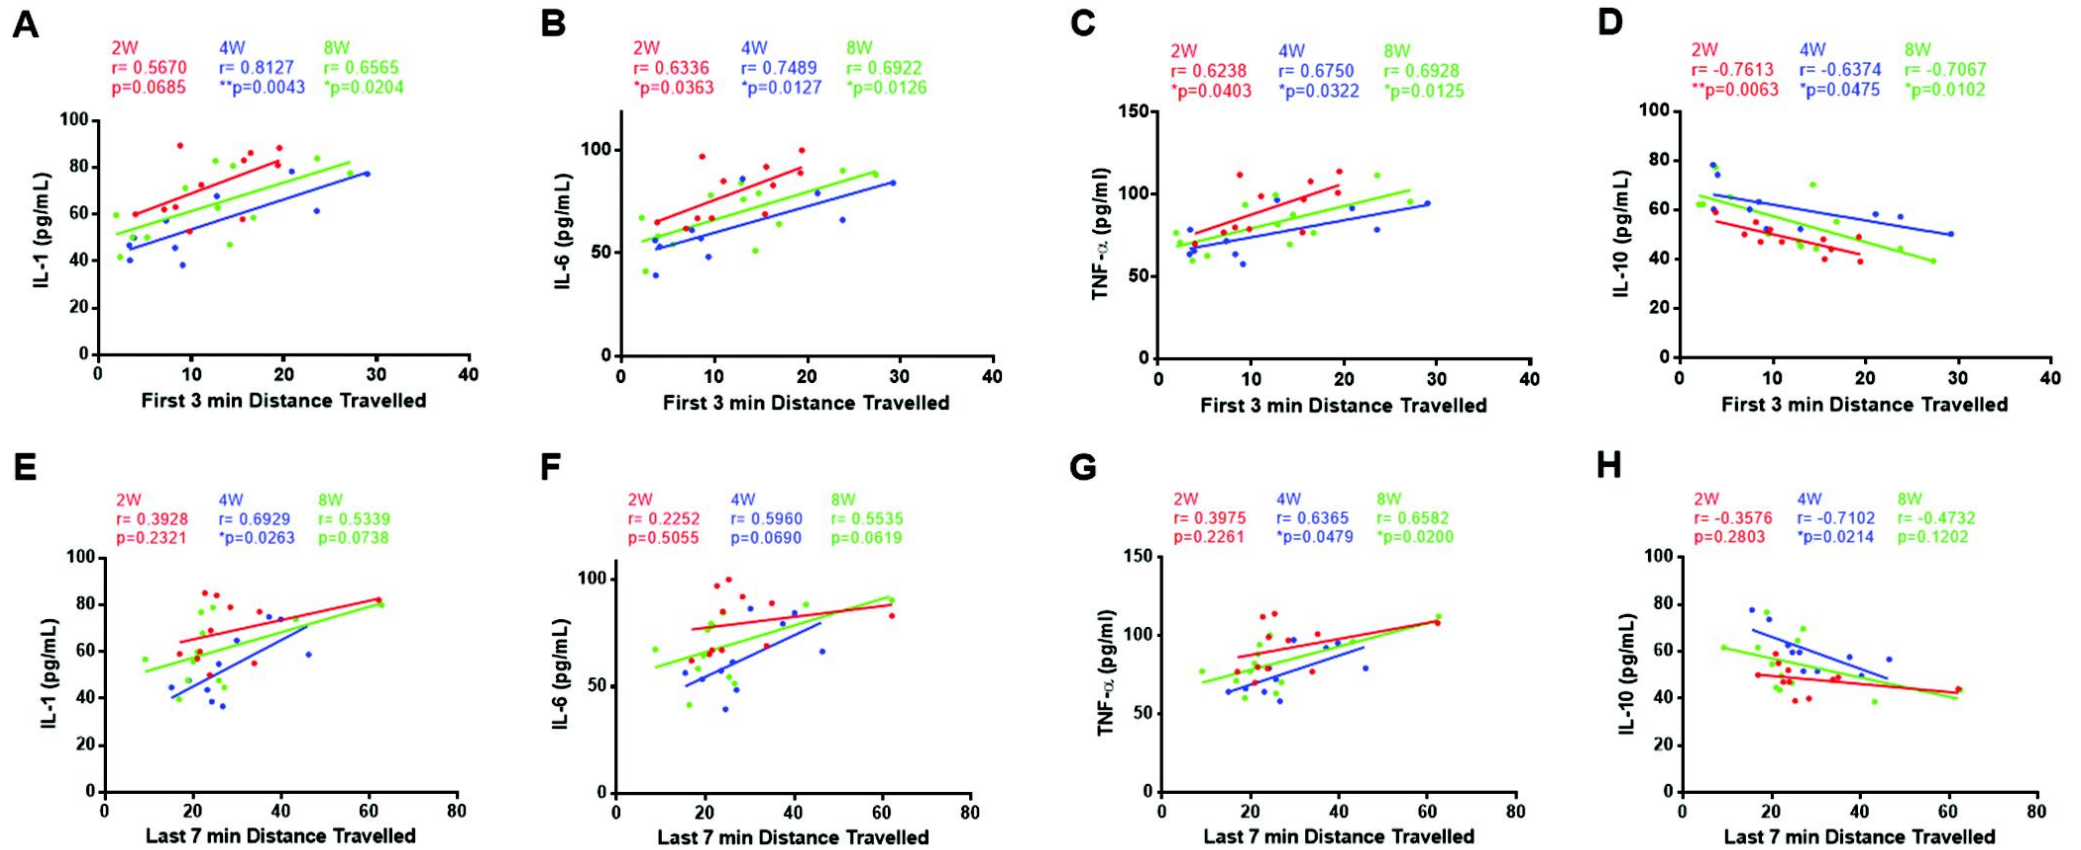 A
2W 4W 8W
r= 0.5670 r= 0.8127 r= 0.6565
p=0.0685 **p=0.0043 *p=0.0204
IL-1 (pg/mL)
100
80
60
40
20
0
0 10 20 30 40
First 3 min Distance Travelled
B
2W 4W 8W
r= 0.6336 r= 0.7489 r= 0.6922
*p=0.0363 *p=0.0127 *p=0.0126
IL-6 (pg/mL)
100
50
0
0 10 20 30 40
First 3 min Distance Travelled
C
2W 4W 8W
r= 0.6238 r= 0.6750 r= 0.6928
*p=0.0403 *p=0.0322 *p=0.0125
TNF-α (pg/ml)
150
100
50
0
0 10 20 30 40
First 3 min Distance Travelled
D
2W 4W 8W
r= -0.7613 r= -0.6374 r= -0.7067
**p=0.0063 *p=0.0475 *p=0.0102
IL-10 (pg/mL)
100
80
60
40
20
0
0 10 20 30 40
First 3 min Distance Travelled
E
2W 4W 8W
r= 0.3928 r= 0.6929 r= 0.5339
p=0.2321 *p=0.0263 p=0.0738
IL-1 (pg/mL)
100
80
60
40
20
0
0 20 40 60 80
Last 7 min Distance Travelled
F
2W 4W 8W
r= 0.2252 r= 0.5960 r= 0.5535
p=0.5055 p=0.0690 p=0.0619
IL-6 (pg/mL)
100
50
0
0 20 40 60 80
Last 7 min Distance Travelled
G
2W 4W 8W
r= 0.3975 r= 0.6365 r= 0.6582
p=0.2261 *p=0.0479 *p=0.0200
TNF-α (pg/ml)
150
100
50
0
0 20 40 60 80
Last 7 min Distance Travelled
H
2W 4W 8W
r= -0.3576 r= -0.7102 r= -0.4732
p=0.2803 *p=0.0214 p=0.1202
IL-10 (pg/mL)
100
80
60
40
20
0
0 20 40 60 80
Last 7 min Distance Travelled